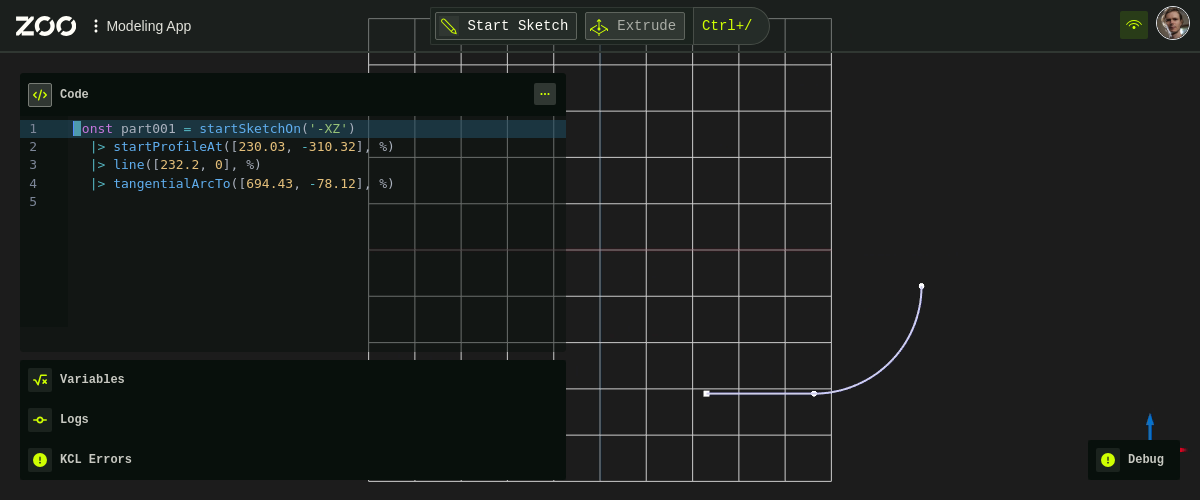 ZOO
Modeling App
Start Sketch
Extrude
Ctrl+/
Code
1 onst part001 = startSketchOn('-XZ')
2 |> startProfileAt([230.03, -310.32], %)
3 |> line([232.2, 0], %)
4 |> tangentialArcTo([694.43, -78.12], %)
5
Variables
Logs
KCL Errors
Debug